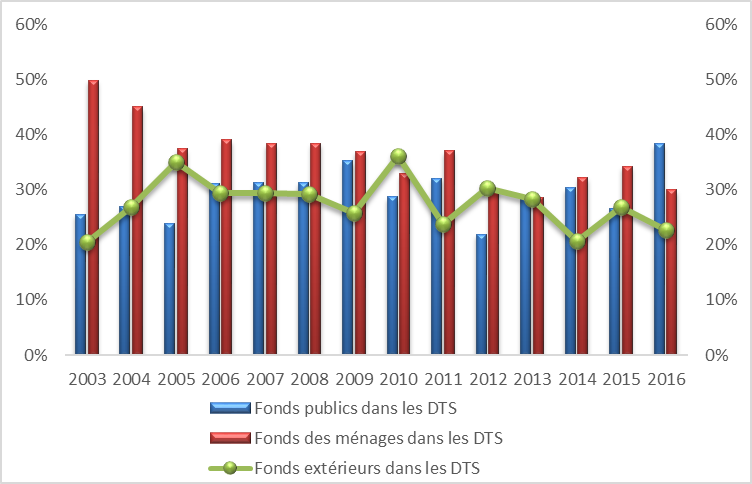 60% 60%
50% 50%
40% 40%
30% 30%
20% 20%
10% 10%
0% 0%
2003 2004 2005 2006 2007 2008 2009 2010 2011 2012 2013 2014 2015 2016
Fonds publics dans les DTS
Fonds des ménages dans les DTS
Fonds extérieurs dans les DTS